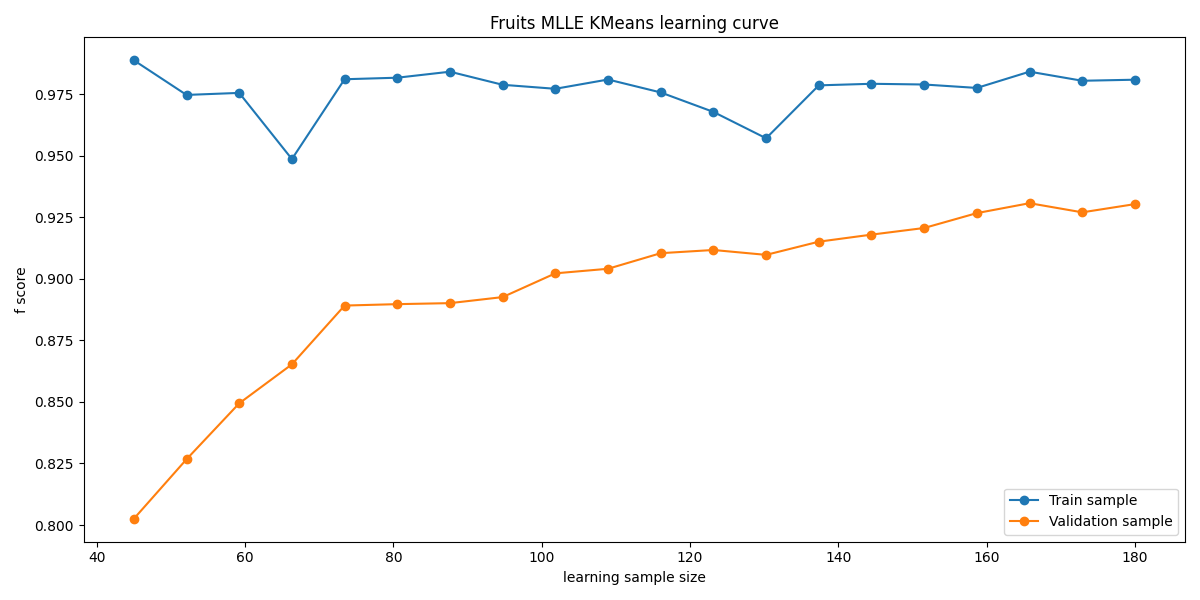 Fruits MLLE KMeans learning curve
f score
0.975
0.950
0.925
0.900
0.875
0.850
0.825
0.800
Train sample
Validation sample
40 60 80 100 120 140 160 180
learning sample size